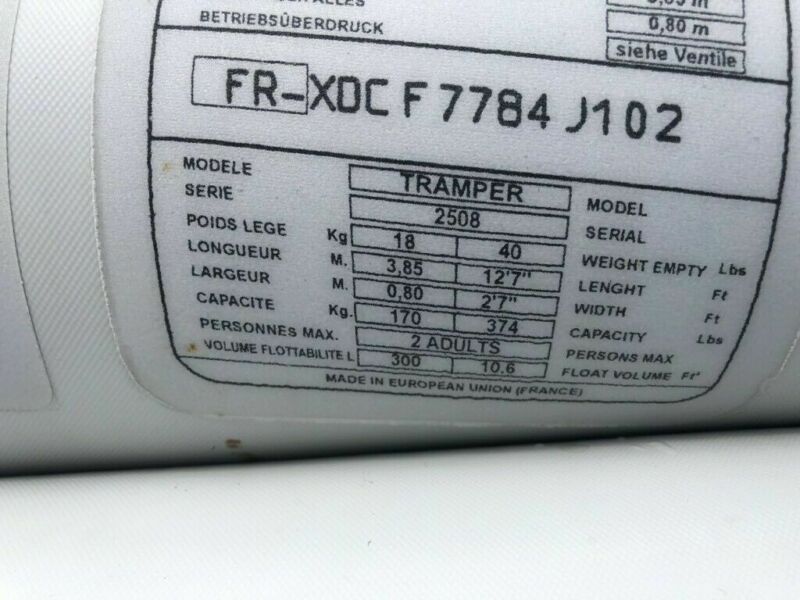 ALLES
BETRIEBSÜBERDRUCK 0,80 m
siehe Ventile
FR-XDC F 7784 J102
MODELE TRAMPER MODEL
SERIE 2508 SERIAL
POIDS LEGE Kg 18 40 WEIGHT EMPTY Lbs
LONGUEUR M. 3,85 12'7" LENGHT Ft
LARGEUR M. 0,80 2'7" WIDTH Ft
CAPACITE Kg. 170 374 CAPACITY Lbs
PERSONNES MAX. 2 ADULTS PERSONS MAX
VOLUME FLOTTABILITE L 300 10.6 FLOAT VOLUME Ft³
MADE IN EUROPEAN UNION (FRANCE)